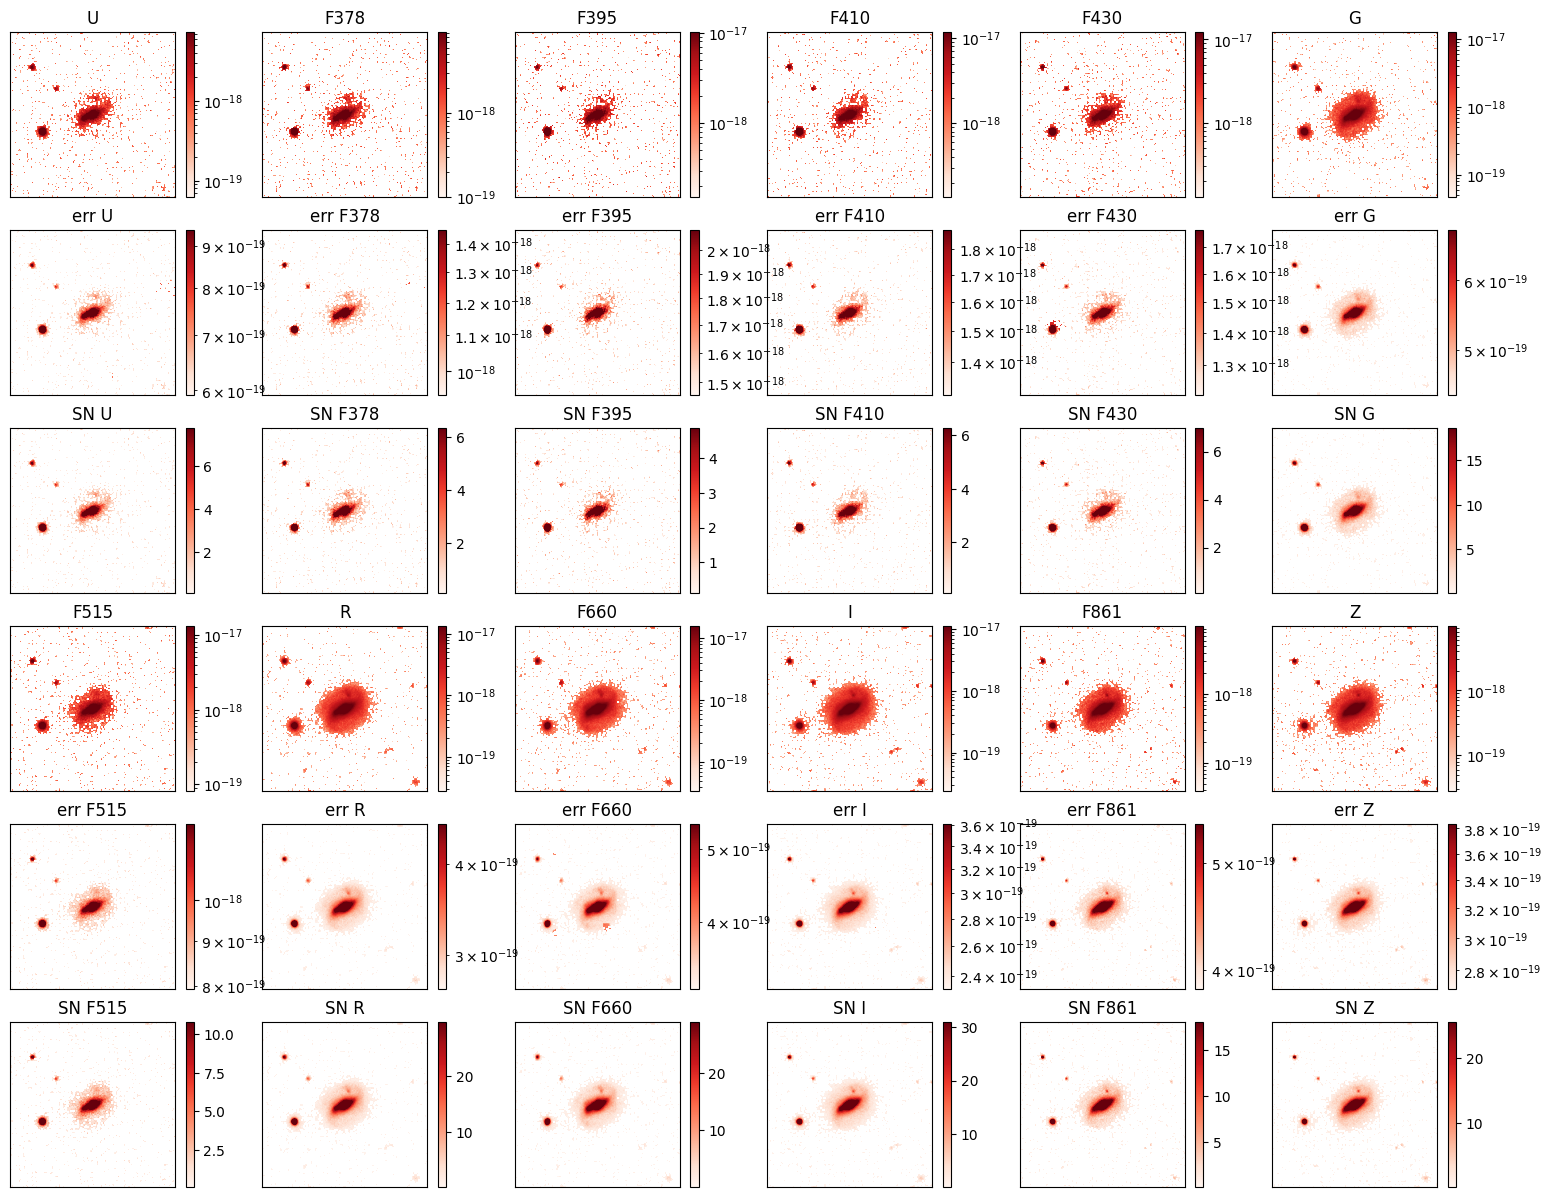 U F378 F395 F410 F430 G
10⁻¹⁸ 10⁻¹⁹ 10⁻¹⁸ 10⁻¹⁹ 10⁻¹⁷ 10⁻¹⁸ 10⁻¹⁷ 10⁻¹⁸ 10⁻¹⁷ 10⁻¹⁸ 10⁻¹⁷ 10⁻¹⁸ 10⁻¹⁹
err U err F378 err F395 err F410 err F430 err G
9 × 10⁻¹⁹ 8 × 10⁻¹⁹ 7 × 10⁻¹⁹ 6 × 10⁻¹⁹ 1.4 × 10⁻¹⁸ 1.3 × 10⁻¹⁸ 1.2 × 10⁻¹⁸ 1.1 × 10⁻¹⁸ 10⁻¹⁸ 2 × 10⁻¹⁸ 1.9 × 10⁻¹⁸ 1.8 × 10⁻¹⁸ 1.7 × 10⁻¹⁸ 1.6 × 10⁻¹⁸ 1.5 × 10⁻¹⁸ 1.8 × 10⁻¹⁸ 1.7 × 10⁻¹⁸ 1.6 × 10⁻¹⁸ 1.5 × 10⁻¹⁸ 1.4 × 10⁻¹⁸ 1.7 × 10⁻¹⁸ 1.6 × 10⁻¹⁸ 1.5 × 10⁻¹⁸ 1.4 × 10⁻¹⁸ 1.3 × 10⁻¹⁸ 6 × 10⁻¹⁹ 5 × 10⁻¹⁹
SN U SN F378 SN F395 SN F410 SN F430 SN G
6 4 2 6 4 2 4 3 2 1 6 4 2 6 4 2 15 10 5
F515 R F660 I F861 Z
10⁻¹⁷ 10⁻¹⁸ 10⁻¹⁹ 10⁻¹⁷ 10⁻¹⁸ 10⁻¹⁹ 10⁻¹⁷ 10⁻¹⁸ 10⁻¹⁹ 10⁻¹⁷ 10⁻¹⁸ 10⁻¹⁹ 10⁻¹⁸ 10⁻¹⁹ 10⁻¹⁸ 10⁻¹⁹
err F515 err R err F660 err I err F861 err Z
10⁻¹⁸ 9 × 10⁻¹⁹ 8 × 10⁻¹⁹ 4 × 10⁻¹⁹ 3 × 10⁻¹⁹ 5 × 10⁻¹⁹ 4 × 10⁻¹⁹ 3.6 × 10⁻¹⁹ 3.4 × 10⁻¹⁹ 3.2 × 10⁻¹⁹ 3 × 10⁻¹⁹ 2.8 × 10⁻¹⁹ 2.6 × 10⁻¹⁹ 2.4 × 10⁻¹⁹ 5 × 10⁻¹⁹ 4 × 10⁻¹⁹ 3.8 × 10⁻¹⁹ 3.6 × 10⁻¹⁹ 3.4 × 10⁻¹⁹ 3.2 × 10⁻¹⁹ 3 × 10⁻¹⁹ 2.8 × 10⁻¹⁹
SN F515 SN R SN F660 SN I SN F861 SN Z
10.0 7.5 5.0 2.5 20 10 20 10 30 20 10 15 10 5 20 10